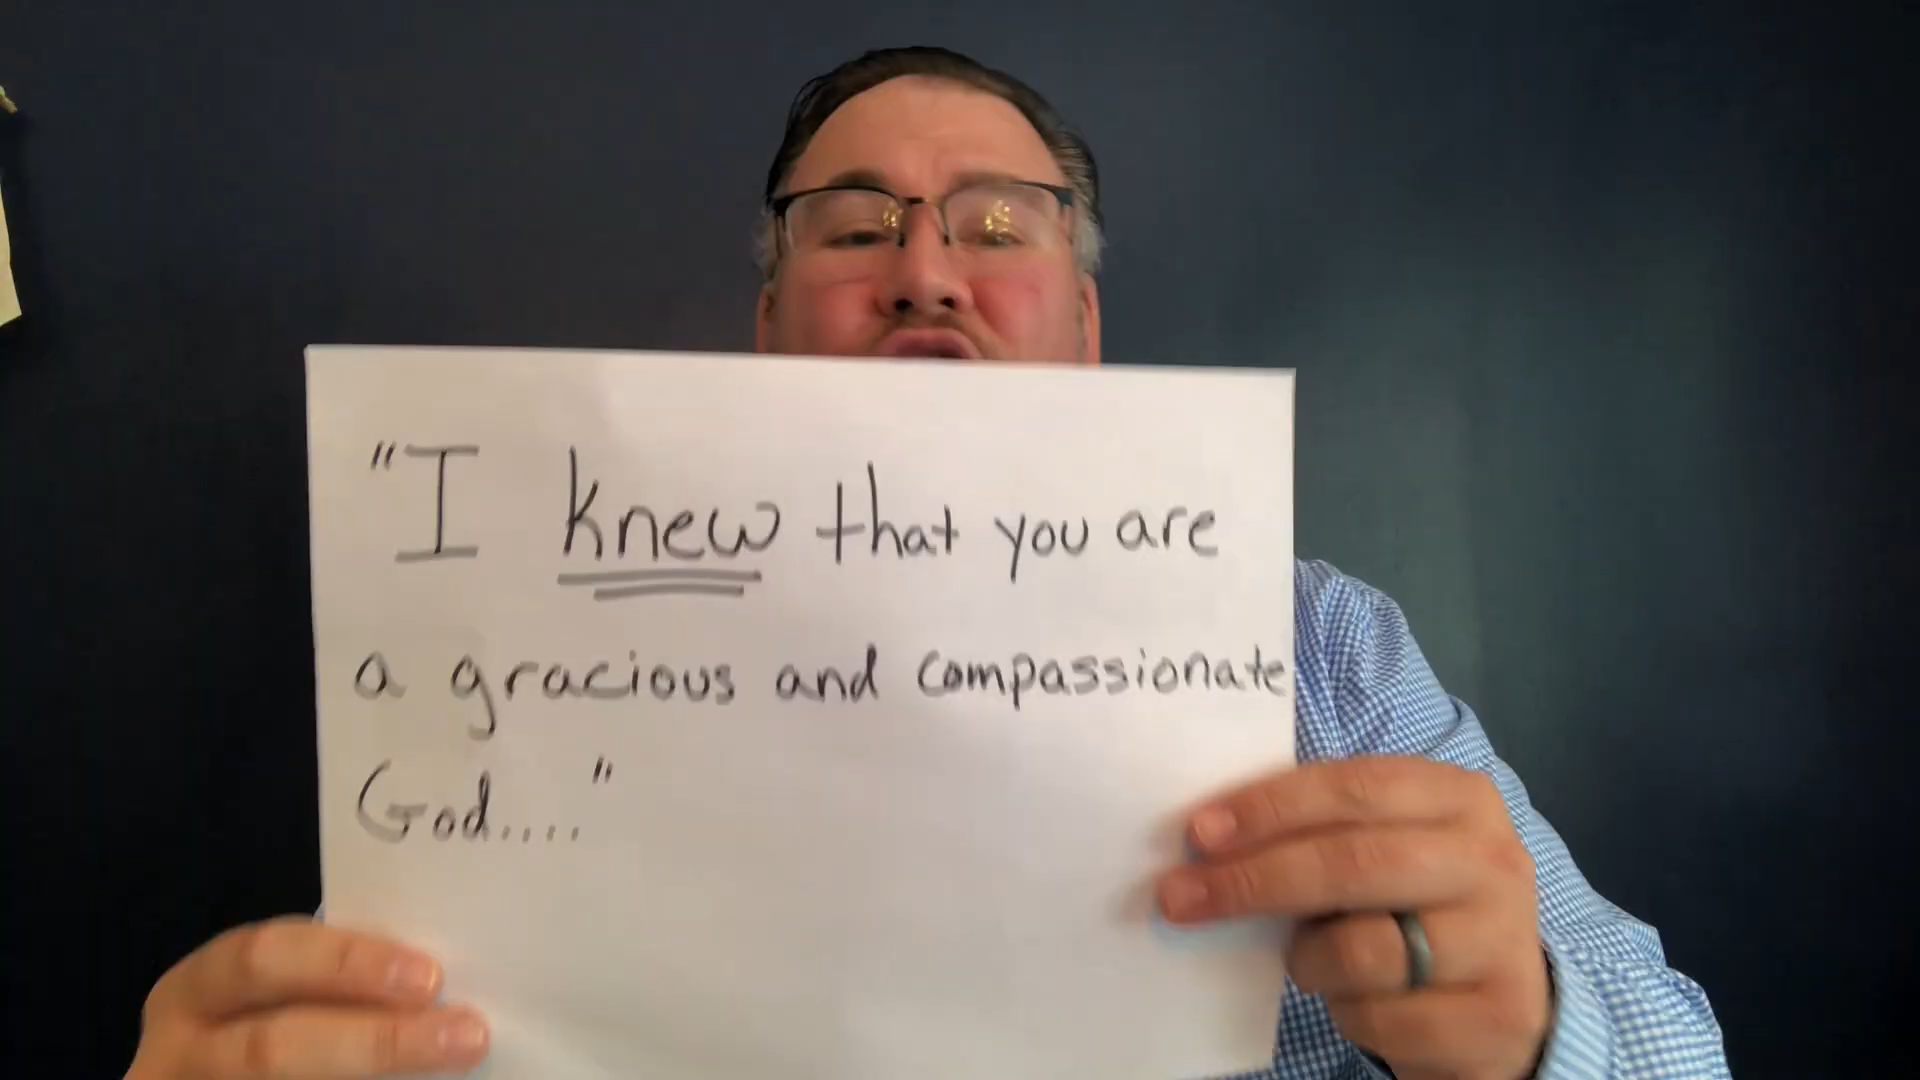 "I knew that you are
a gracious and compassionate
God...."